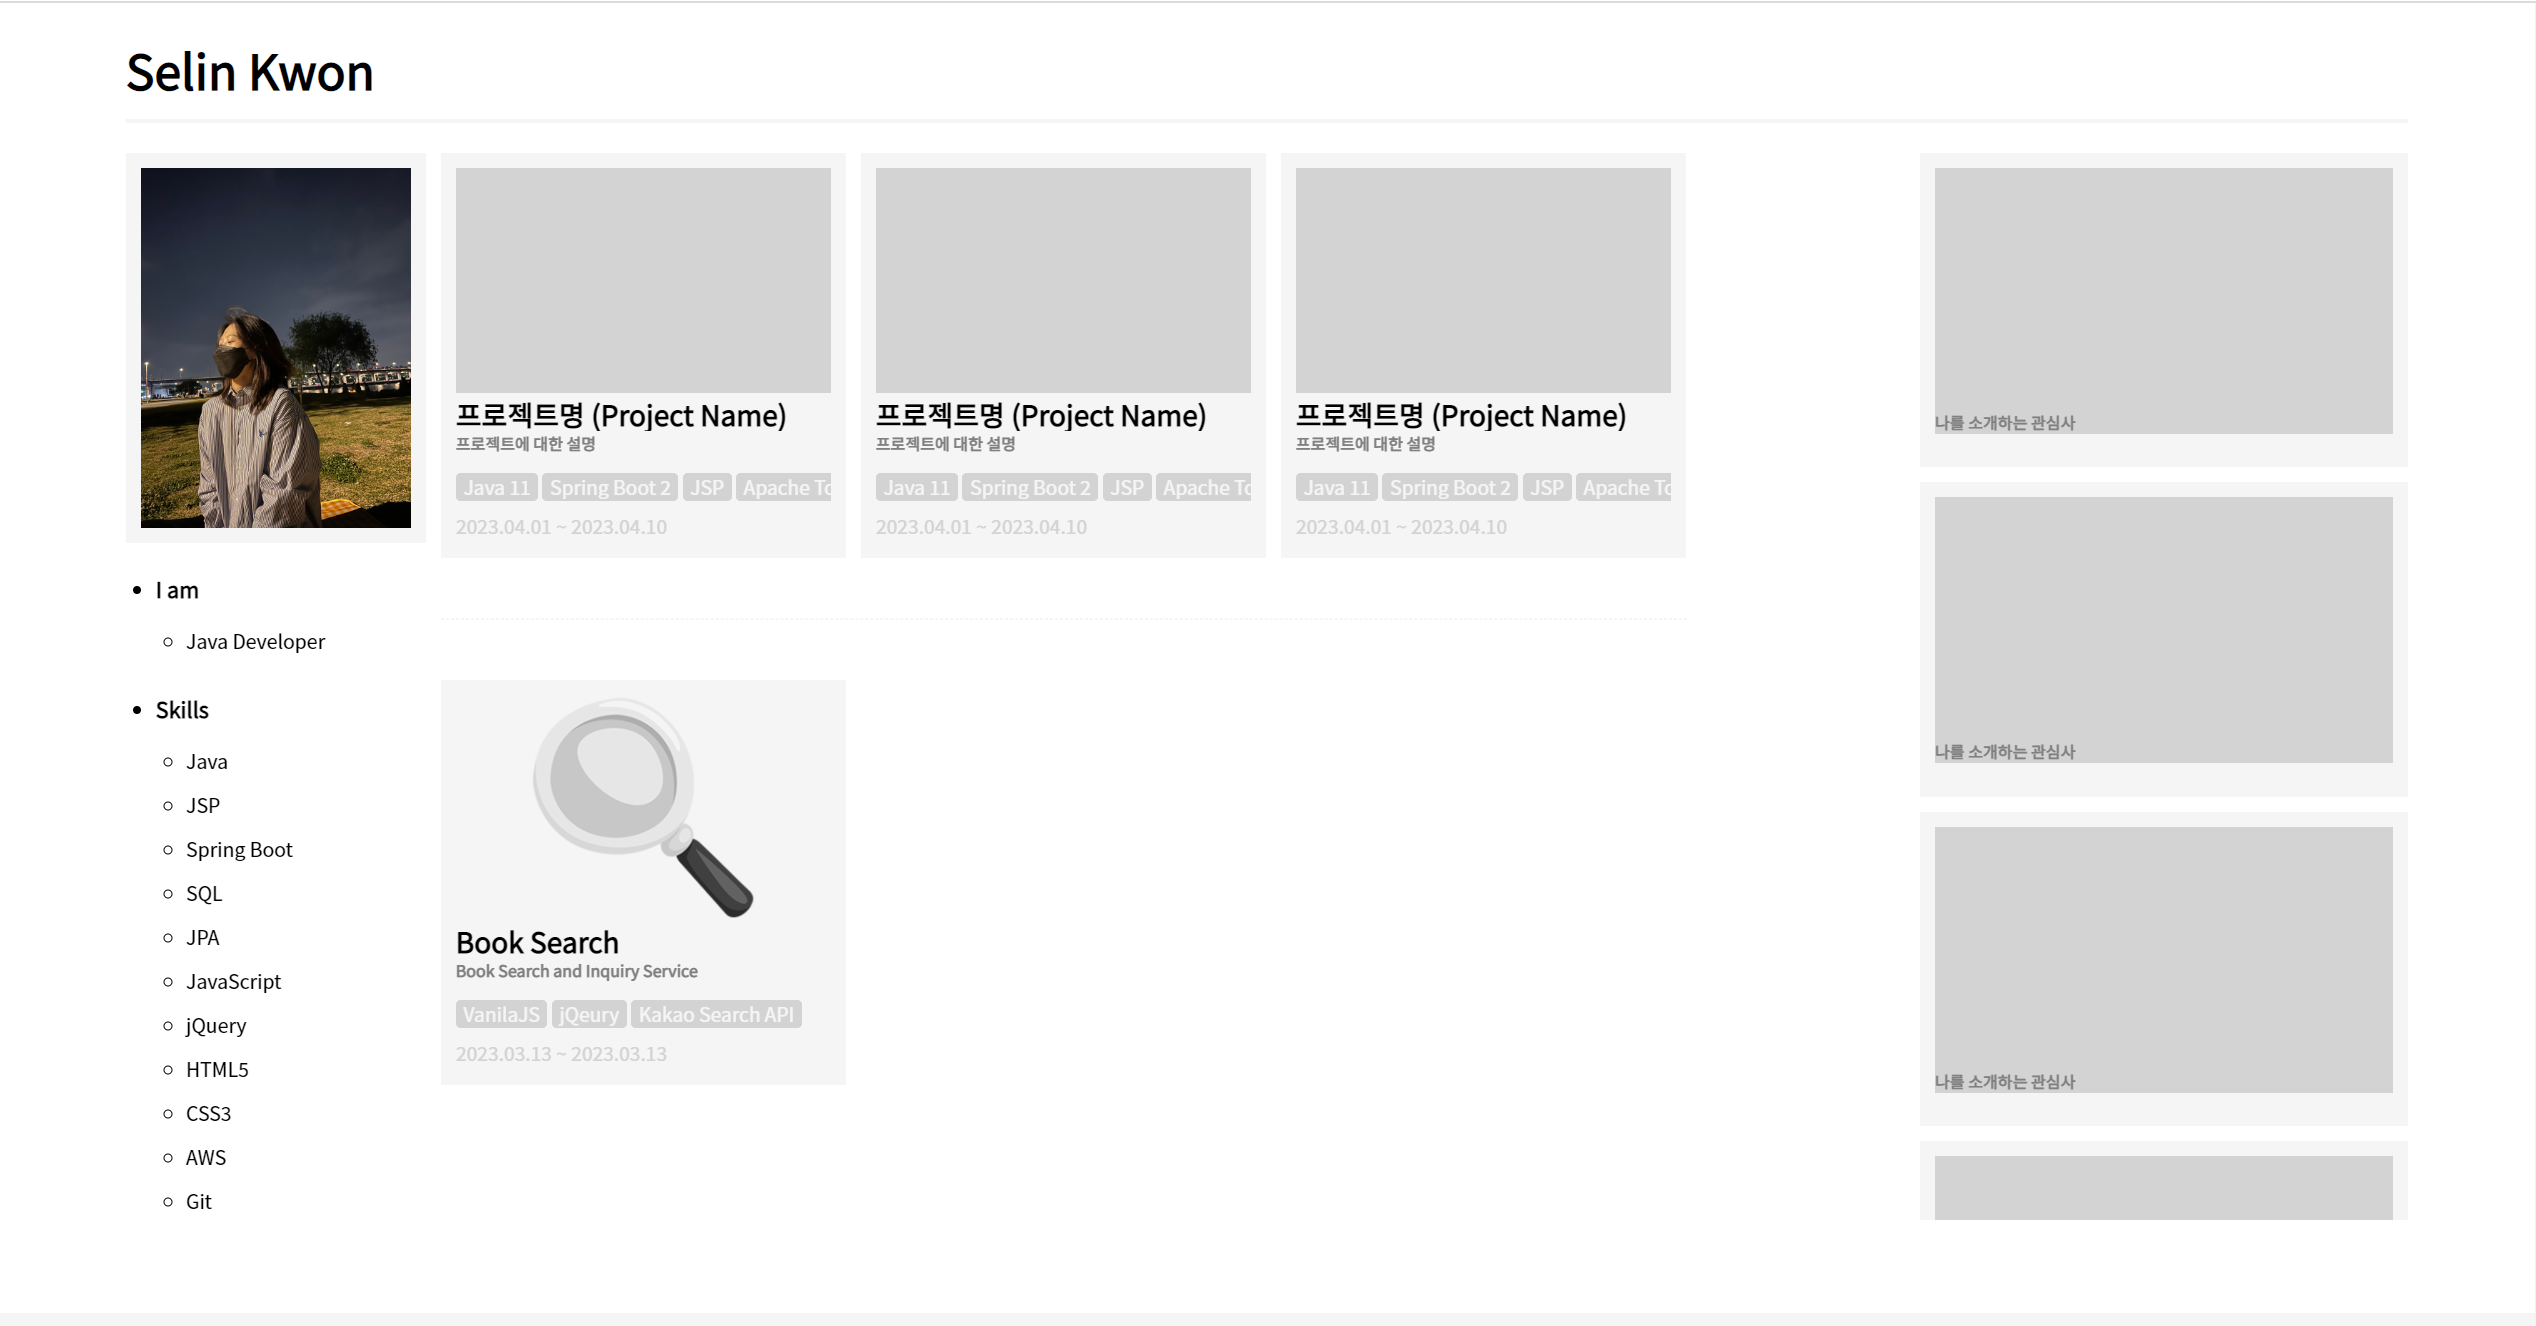 Selin Kwon
I am
Java Developer
Skills
Java
JSP
Spring Boot
SQL
JPA
JavaScript
jQuery
HTML5
CSS3
AWS
Git
프로젝트명 (Project Name)
프로젝트에 대한 설명
Java 11 Spring Boot 2 JSP Apache
2023.04.01 ~ 2023.04.10
프로젝트명 (Project Name)
프로젝트에 대한 설명
Java 11 Spring Boot 2 JSP Apache
2023.04.01 ~ 2023.04.10
프로젝트명 (Project Name)
프로젝트에 대한 설명
Java 11 Spring Boot 2 JSP Apache
2023.04.01 ~ 2023.04.10
Book Search
Book Search and Inquiry Service
VanilaJS jQeury Kakao Search API
2023.03.13 ~ 2023.03.13
나를 소개하는 관심사
나를 소개하는 관심사
나를 소개하는 관심사